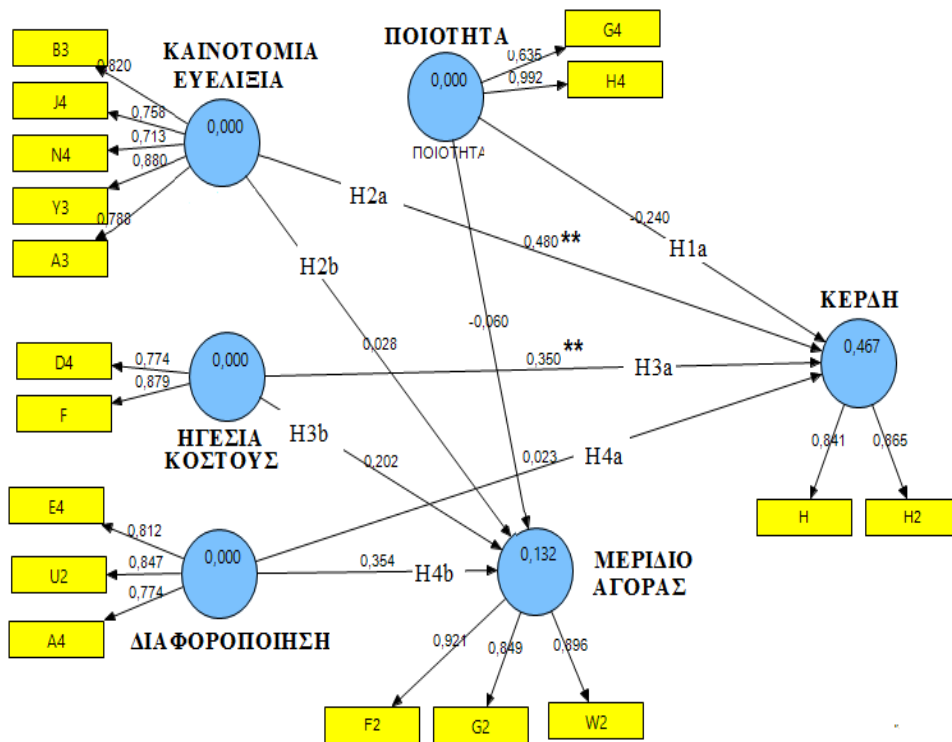 B3
0,820
J4
0,758
0,713
N4
0,880
Y3
0,788
A3
ΚΑΙΝΟΤΟΜΙΑ
ΕΥΕΛΙΞΙΑ
0,000
ΠΟΙΟΤΗΤΑ
0,000
ΠΟΙΟΤΗΤΑ
G4
0,635
0,992
H4
H2a
0,480**
-0,240
H1a
H2b
-0,060
0,028
ΚΕΡΔΗ
0,467
0,841
0,865
H
H2
D4
0,774
0,879
F
0,000
ΗΓΕΣΙΑ
ΚΟΣΤΟΥΣ
0,350 **
H3a
H3b
0,202
0,023
H4a
E4
0,812
U2
0,847
0,774
A4
0,000
ΔΙΑΦΟΡΟΠΟΙΗΣΗ
0,354
H4b
0,132
ΜΕΡΙΔΙΟ
ΑΓΟΡΑΣ
0,921
0,849
0,896
F2
G2
W2